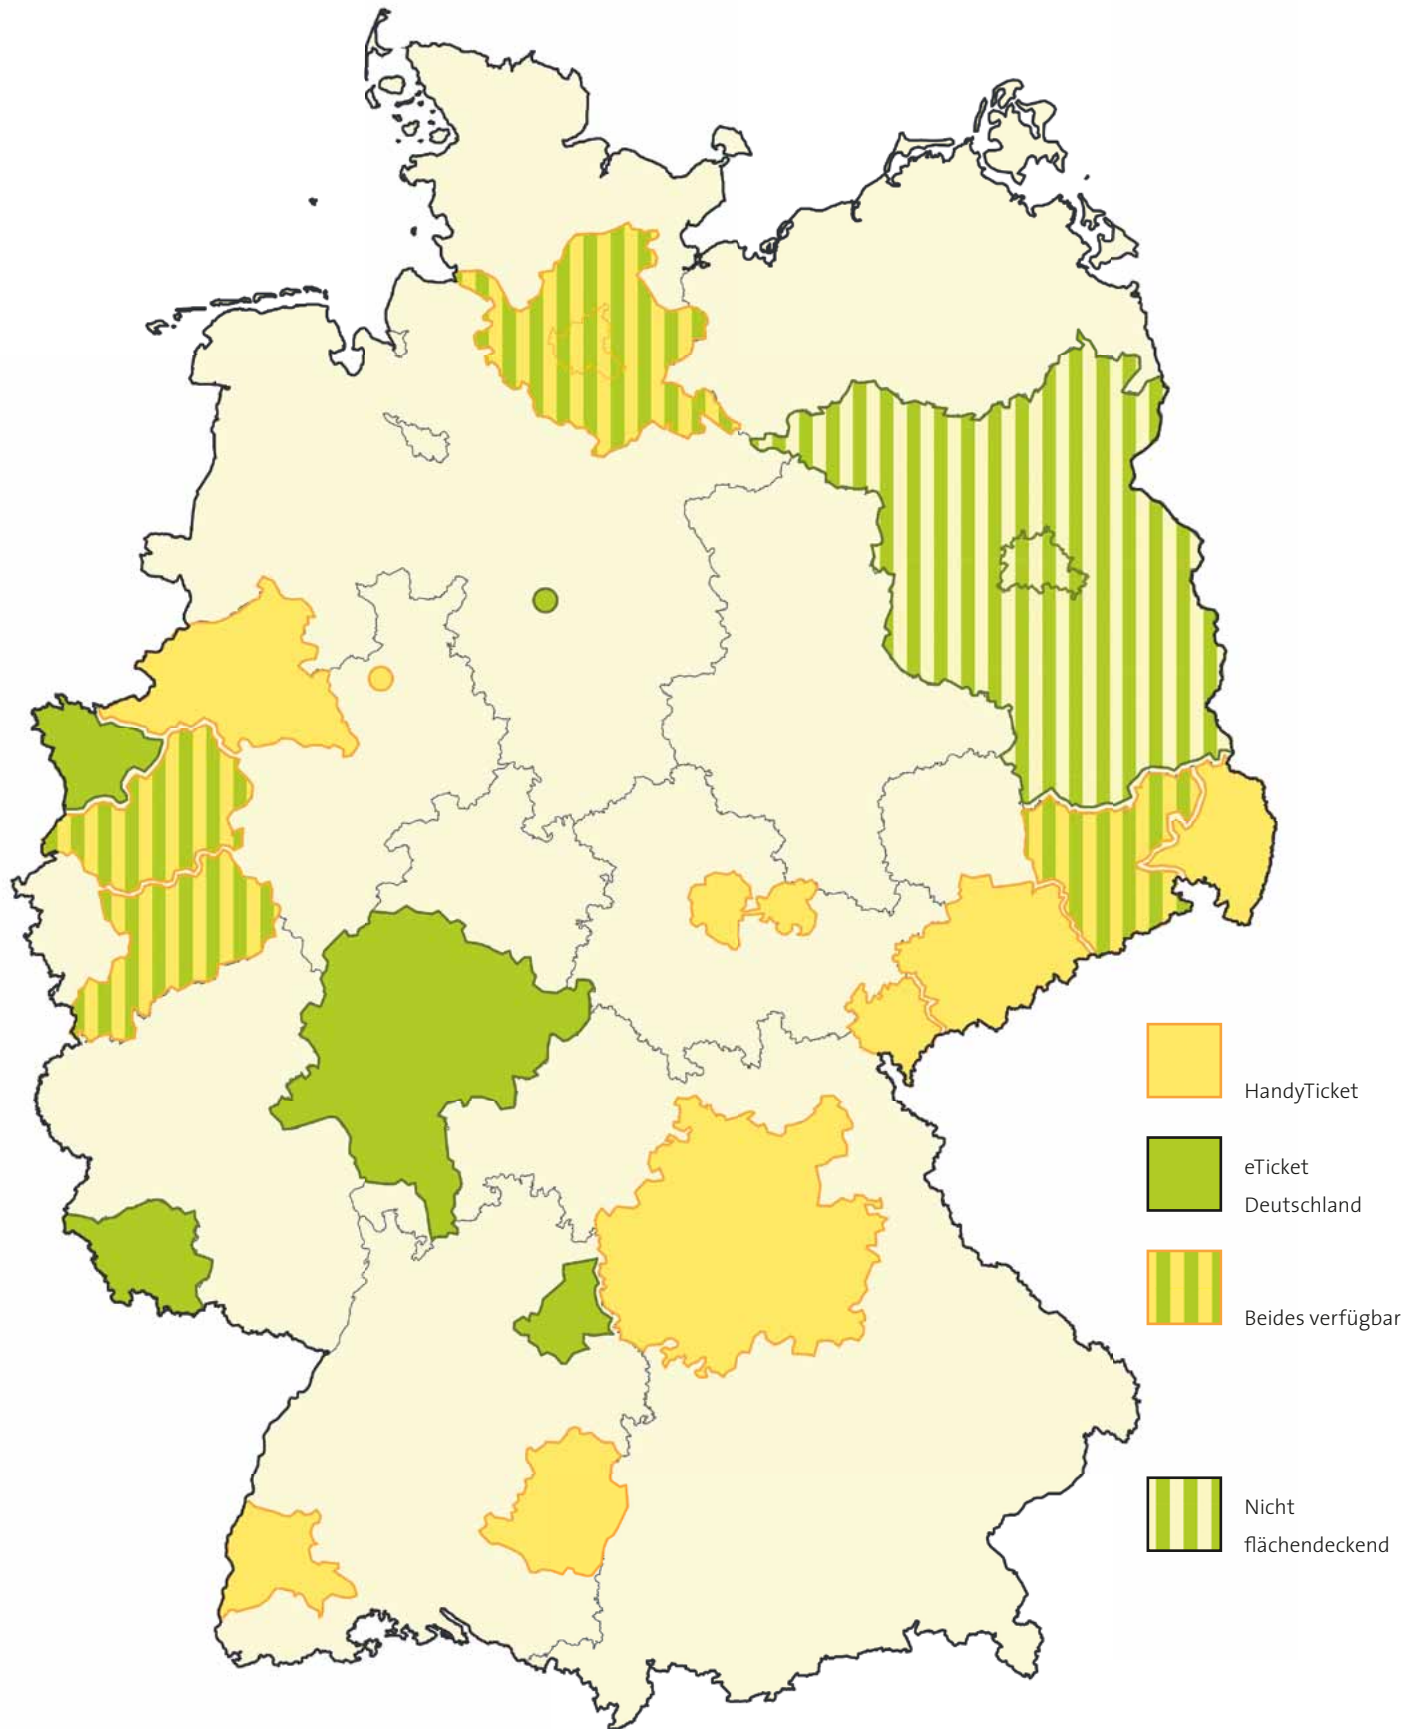 HandyTicket
eTicket
Deutschland
Beides verfügbar
Nicht
flächendeckend